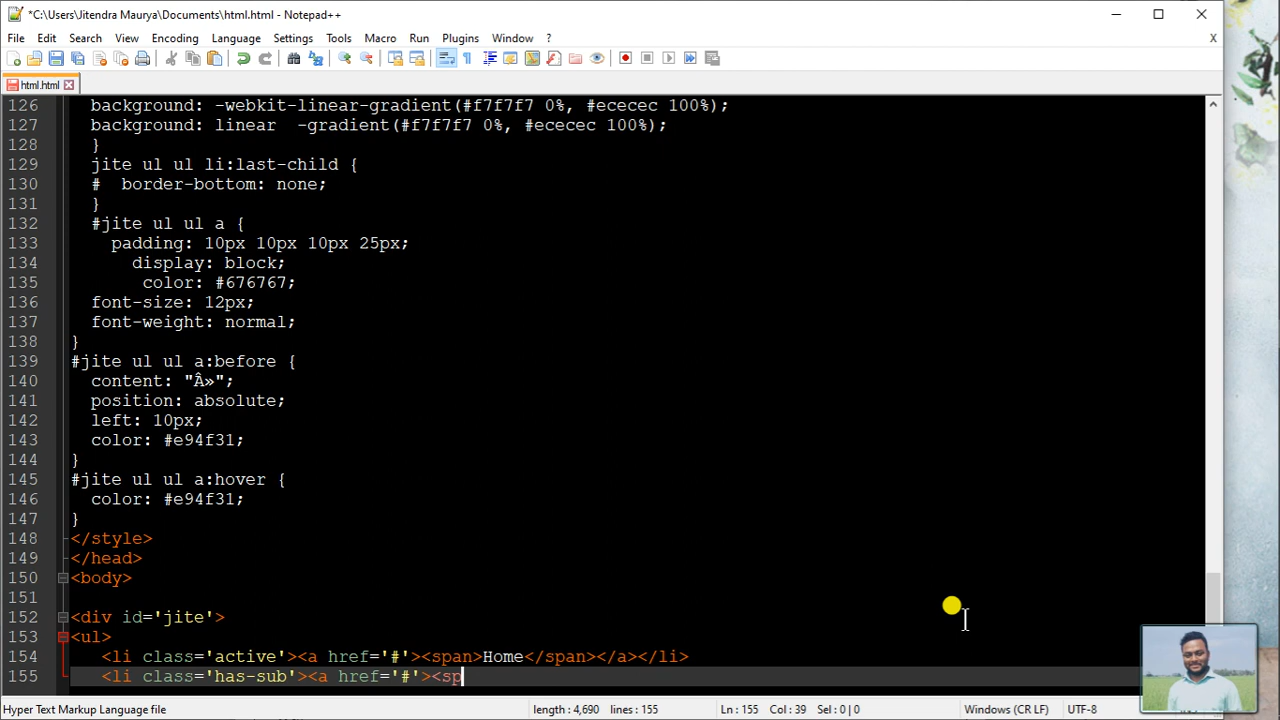 *C:\Users\Jitendra Maurya\Documents\html.html - Notepad++
File Edit Search View Encoding Language Settings Tools Macro Run Plugins Window ? X
html.html
126 background: -webkit-linear-gradient(#f7f7f7 0%, #ececec 100%);
127 background: linear  -gradient(#f7f7f7 0%, #ececec 100%);
128 }
129 jite ul ul li:last-child {
130 #  border-bottom: none;
131 }
132 #jite ul ul a {
133 padding: 10px 10px 10px 25px;
134 display: block;
135 color: #676767;
136 font-size: 12px;
137 font-weight: normal;
138 }
139 #jite ul ul a:before {
140 content: "Â»";
141 position: absolute;
142 left: 10px;
143 color: #e94f31;
144 }
145 #jite ul ul a:hover {
146 color: #e94f31;
147 }
148 </style>
149 </head>
150 <body>
151
152 <div id='jite'>
153 <ul>
154 <li class='active'><a href='#'><span>Home</span></a></li>
155 <li class='has-sub'><a href='#'><sp
Hyper Text Markup Language file length : 4,690 lines : 155 Ln : 155 Col : 39 Sel : 0 | 0 Windows (CR LF) UTF-8